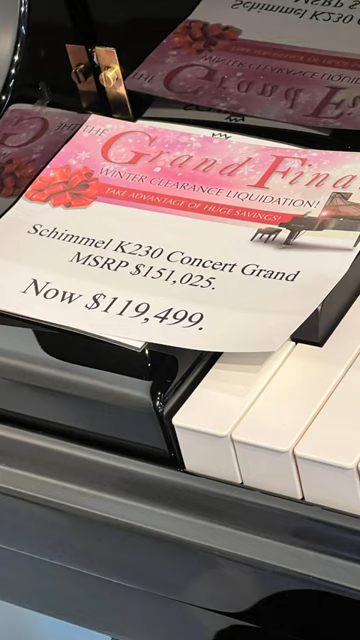 THE Grand Fina
WINTER CLEARANCE LIQUIDATION!
TAKE ADVANTAGE OF HUGE SAVINGS!
Schimmel K230 Concert Grand
MSRP $151,025.
Now $119,499.